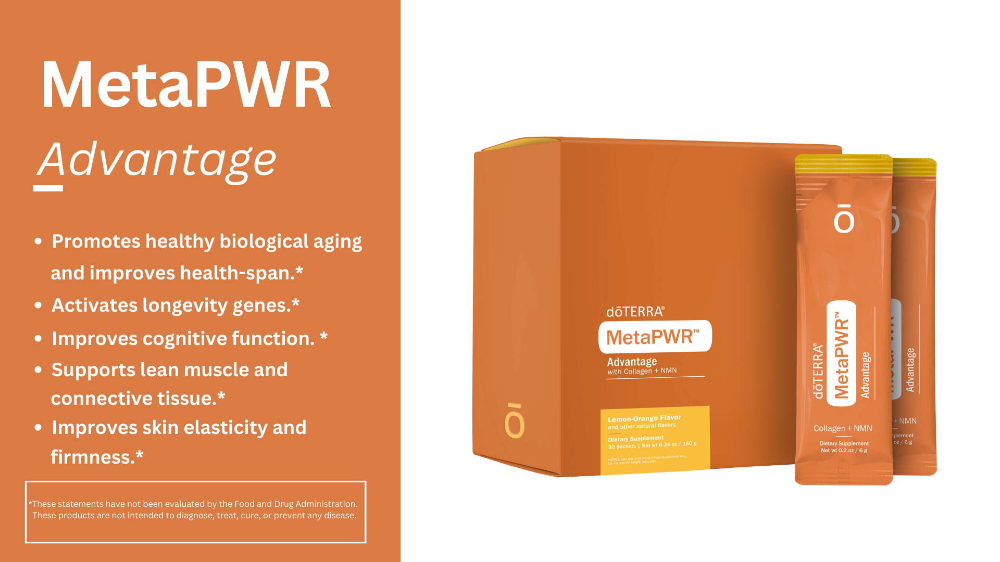 MetaPWR
Advantage
• Promotes healthy biological aging
and improves health-span.*
• Activates longevity genes.*
• Improves cognitive function. *
• Supports lean muscle and
connective tissue.*
• Improves skin elasticity and
firmness.*
*These statements have not been evaluated by the Food and Drug Administration.
These products are not intended to diagnose, treat, cure, or prevent any disease.
ō
dōTERRA®
MetaPWR™
Advantage
with Collagen + NMN
Lemon-Orange Flavor
and other natural flavors
Dietary Supplement
30 Sachets | Net wt 6.34 oz / 180 g
NOTICE: Use this product as a food supplement only.
Do not use for weight reduction.
ō
dōTERRA®
MetaPWR™
Advantage
Collagen + NMN
Dietary Supplement
Net wt 0.2 oz / 6 g
ō
Advantage
+ NMN
oz / 6 g